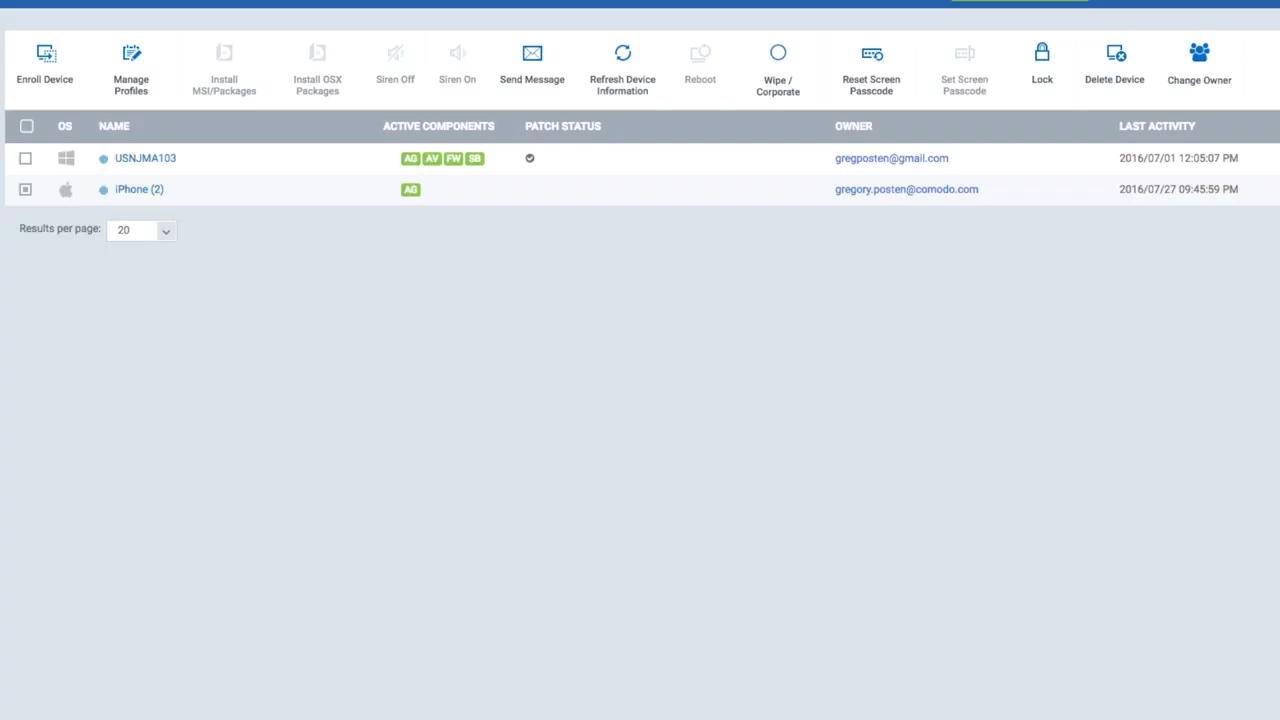 Enroll Device
Manage
Profiles
Install
MSI/Packages
Install OSX
Packages
Siren Off
Siren On
Send Message
Refresh Device
Information
Reboot
Wipe /
Corporate
Reset Screen
Passcode
Set Screen
Passcode
Lock
Delete Device
Change Owner
OS NAME ACTIVE COMPONENTS PATCH STATUS OWNER LAST ACTIVITY
USNJMA103 AG AV FW SB gregposten@gmail.com 2016/07/01 12:05:07 PM
iPhone (2) AG gregory.posten@comodo.com 2016/07/27 09:45:59 PM
Results per page: 20